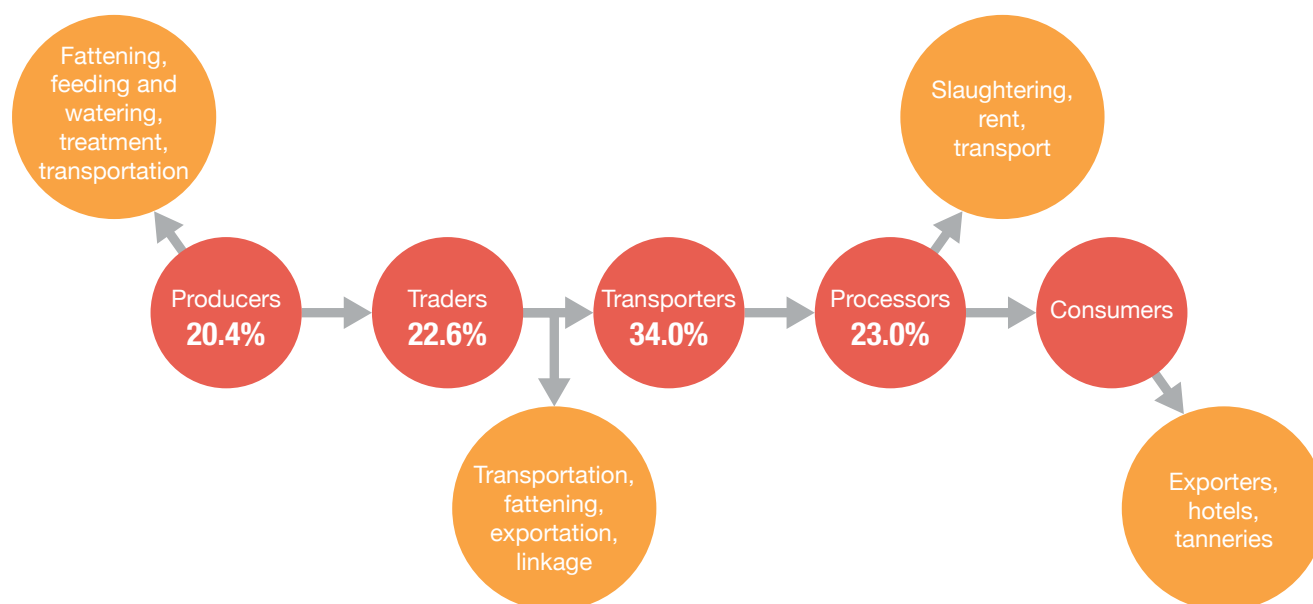 Fattening,
feeding and
watering,
treatment,
transportation
Slaughtering,
rent,
transport
Producers
20.4%
Traders
22.6%
Transporters
34.0%
Processors
23.0%
Consumers
Transportation,
fattening,
exportation,
linkage
Exporters,
hotels,
tanneries